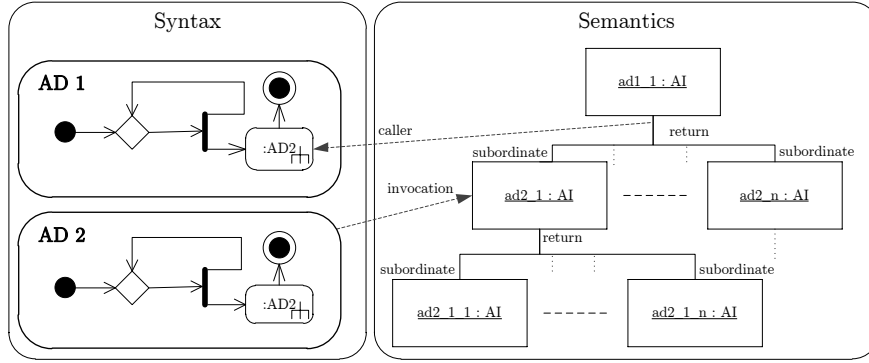 Syntax
Semantics
AD 1
:AD2
AD 2
:AD2
ad1_1 : AI
caller
return
subordinate
subordinate
invocation
ad2_1 : AI
ad2_n : AI
return
subordinate
subordinate
ad2_1_1 : AI
ad2_1_n : AI